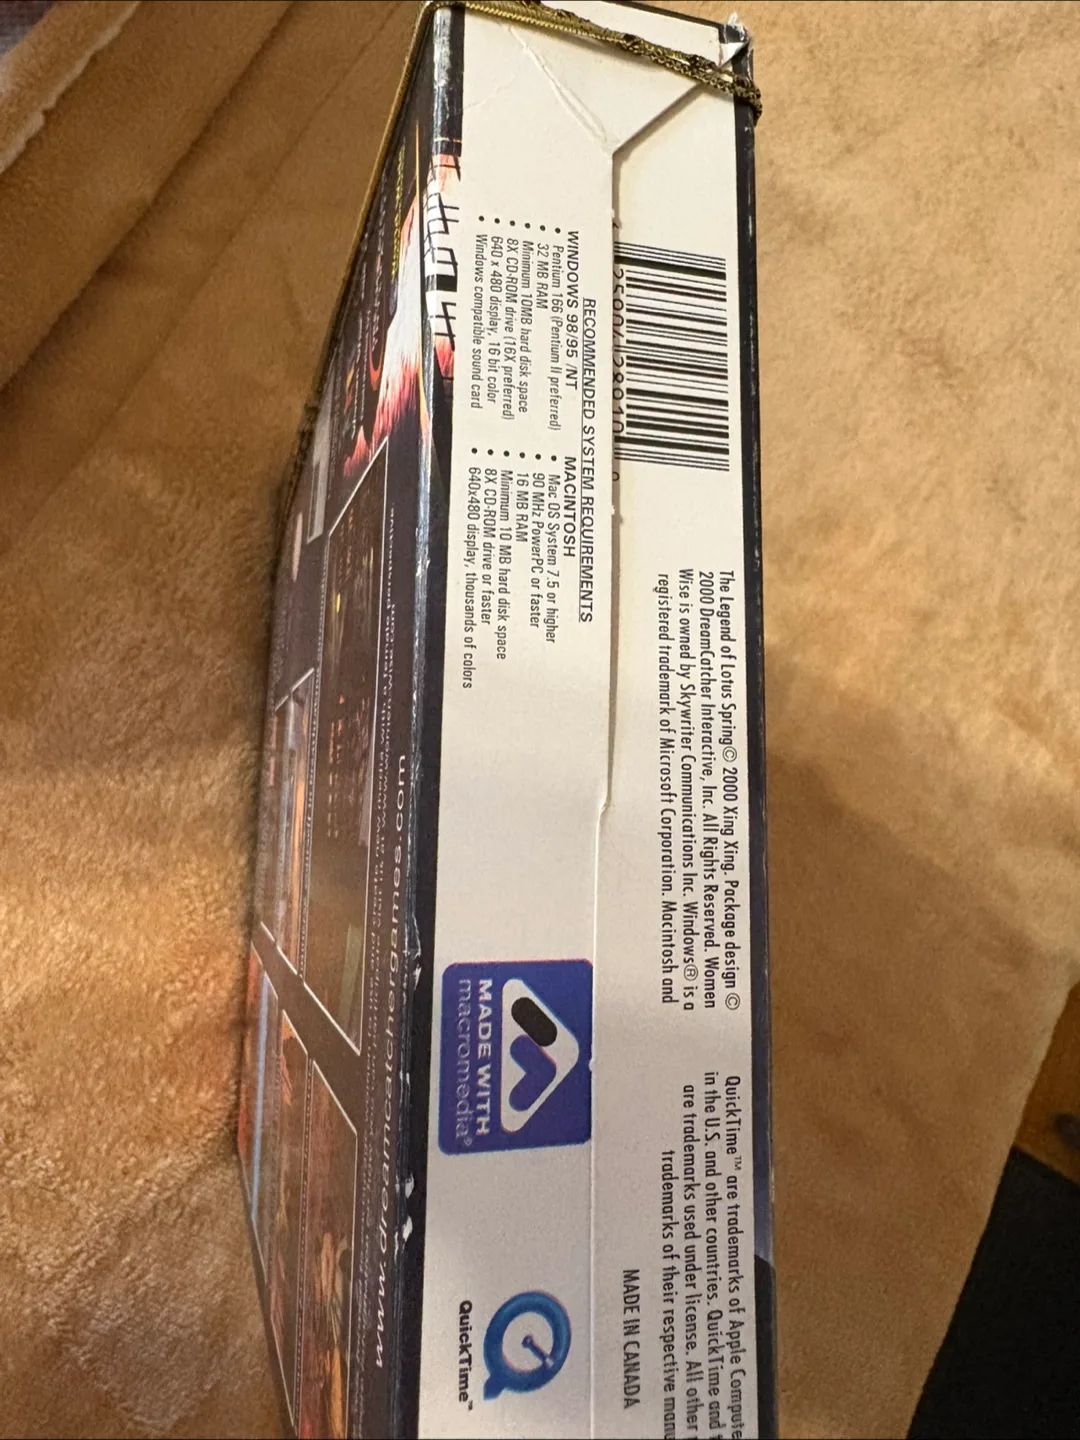 The Legend of Lotus Spring© 2000 Xing Xing. Package design ©
2000 DreamCatcher Interactive, Inc. All Rights Reserved. Women
Wise is owned by Skywriter Communications Inc. Windows® is a
registered trademark of Microsoft Corporation. Macintosh and
QuickTime™ are trademarks of Apple Compute
in the U.S. and other countries. QuickTime and
are trademarks used under license. All other
trademarks of their respective
MADE IN CANADA
RECOMMENDED SYSTEM REQUIREMENTS
WINDOWS 98/95 /NT
• Pentium 166 (Pentium II preferred)
• 32 MB RAM
• Minimum 10MB hard disk space
• 8X CD-ROM drive (16X preferred)
• 640 x 480 display, 16 bit color
• Windows compatible sound card
MACINTOSH
• Mac OS System 7.5 or higher
• 90 MHz PowerPC or faster
• 16 MB RAM
• Minimum 10 MB hard disk space
• 8X CD-ROM drive or faster
• 640x480 display, thousands of colors
MADE WITH
macromedia®
QuickTime™
www.dreamcatchergames.com